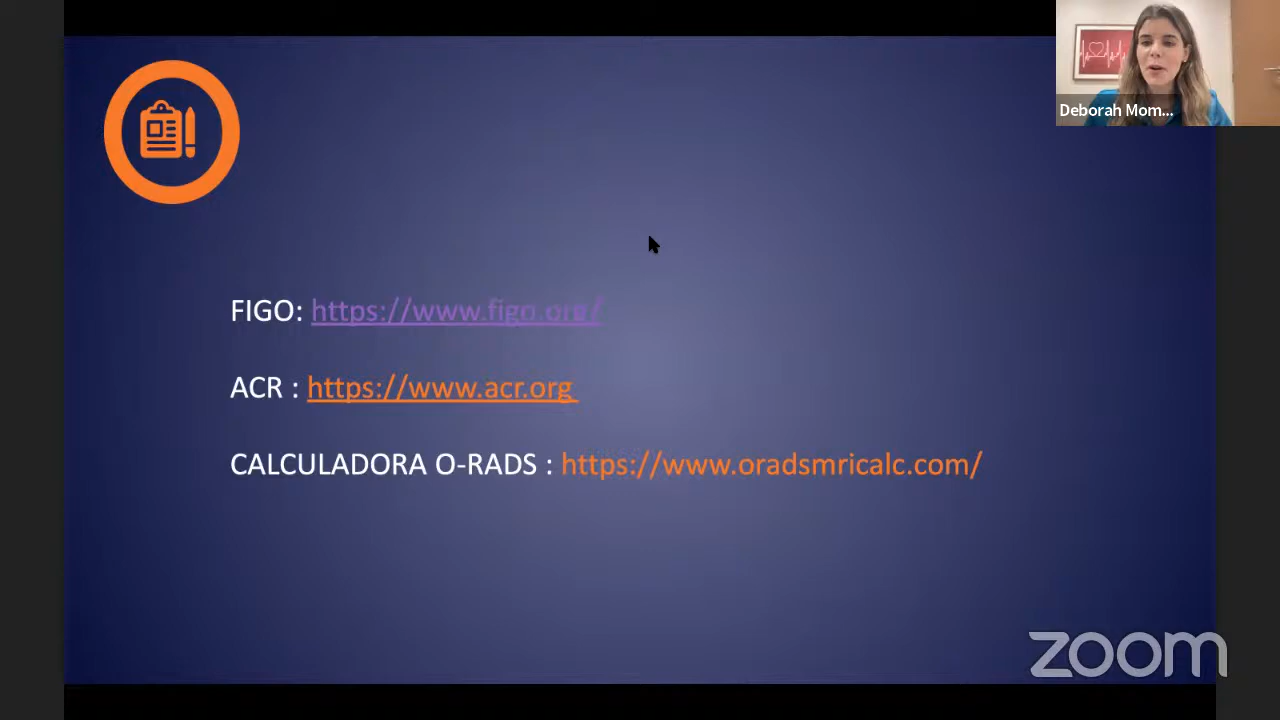 Deborah Mom...
FIGO: https://www.figo.org/
ACR : https://www.acr.org
CALCULADORA O-RADS : https://www.oradsmricalc.com/
zoom